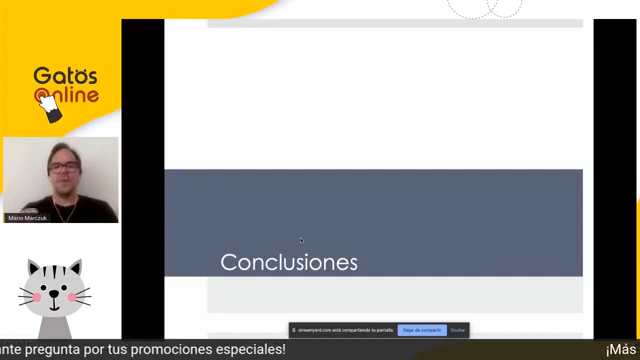 Gatos
Online
Mario Marczuk
Conclusiones
streamyard.com está compartiendo tu pantalla.
Dejar de compartir
Ocultar
ante pregunta por tus promociones especiales!
¡Más